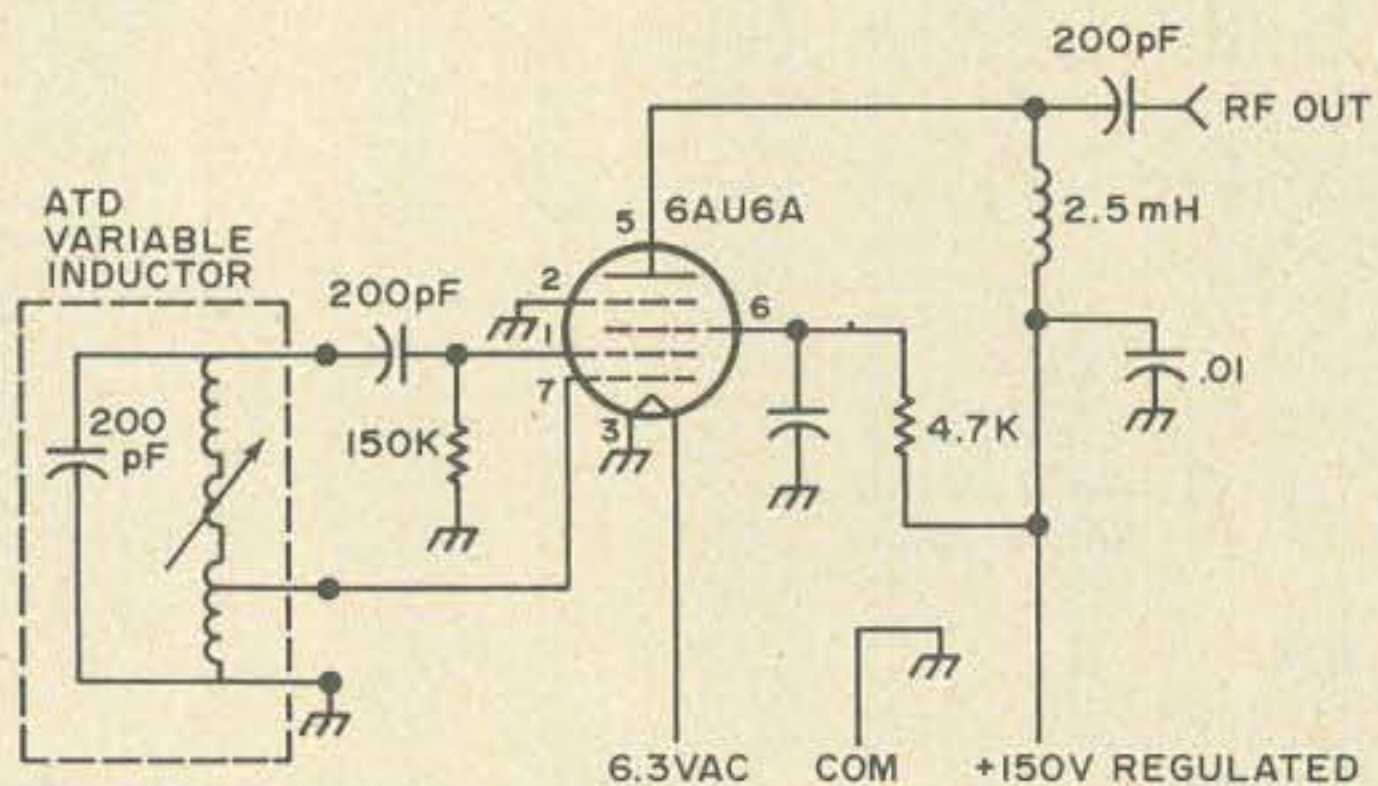 200pF
RF OUT
ATD
VARIABLE
INDUCTOR
5
6AU6A
2.5mH
200pF
2
6
1
7
.01
200
pF
150K
3
4.7K
6.3VAC
COM
+150V REGULATED